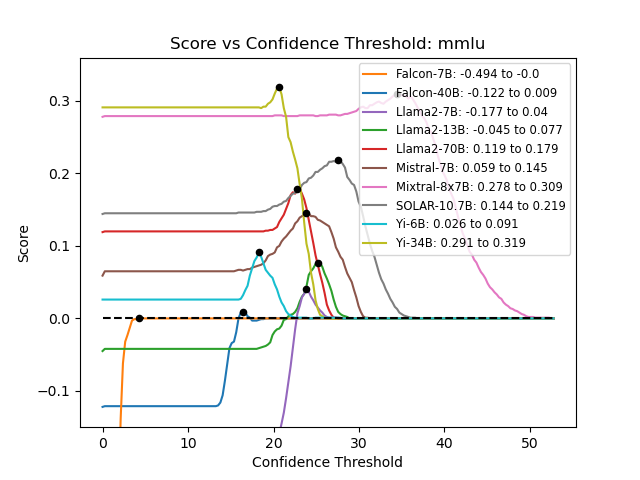 Score vs Confidence Threshold: mmlu
Falcon-7B: -0.494 to -0.0
Falcon-40B: -0.122 to 0.009
Llama2-7B: -0.177 to 0.04
Llama2-13B: -0.045 to 0.077
Llama2-70B: 0.119 to 0.179
Mistral-7B: 0.059 to 0.145
Mixtral-8x7B: 0.278 to 0.309
SOLAR-10.7B: 0.144 to 0.219
Yi-6B: 0.026 to 0.091
Yi-34B: 0.291 to 0.319
Score
0.3
0.2
0.1
0.0
−0.1
0 10 20 30 40 50
Confidence Threshold